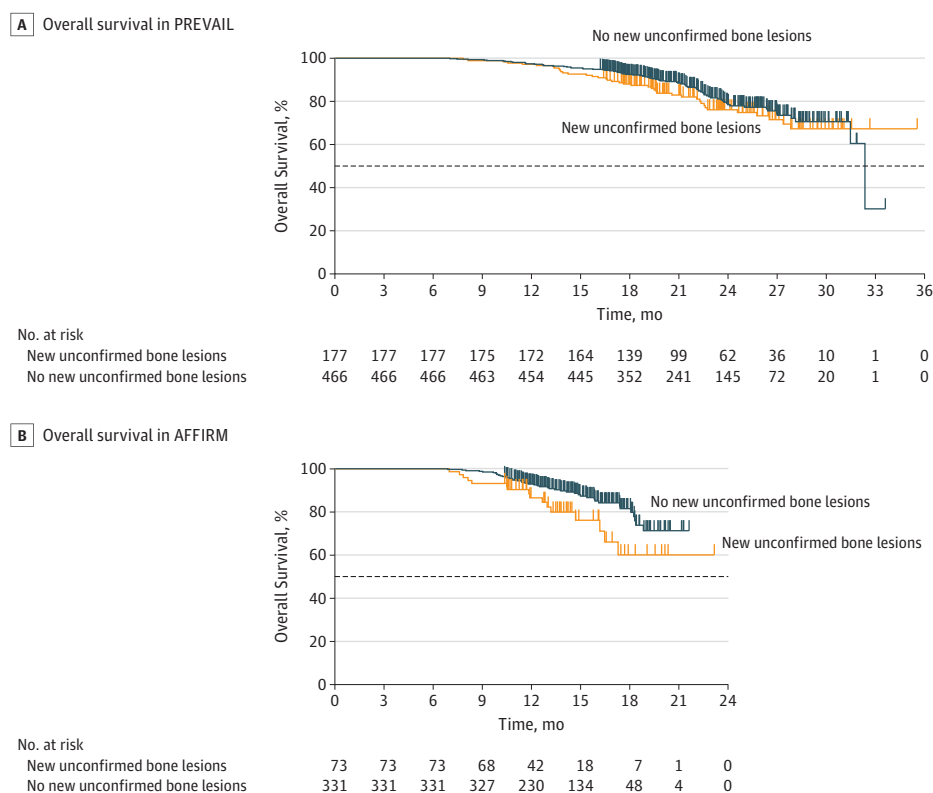 A Overall survival in PREVAIL
No new unconfirmed bone lesions
New unconfirmed bone lesions
Overall Survival, %
100
80
60
40
20
0
0 3 6 9 12 15 18 21 24 27 30 33 36
Time, mo
No. at risk
New unconfirmed bone lesions 177 177 177 175 172 164 139 99 62 36 10 1 0
No new unconfirmed bone lesions 466 466 466 463 454 445 352 241 145 72 20 1 0
B Overall survival in AFFIRM
No new unconfirmed bone lesions
New unconfirmed bone lesions
Overall Survival, %
100
80
60
40
20
0
0 3 6 9 12 15 18 21 24
Time, mo
No. at risk
New unconfirmed bone lesions 73 73 73 68 42 18 7 1 0
No new unconfirmed bone lesions 331 331 331 327 230 134 48 4 0